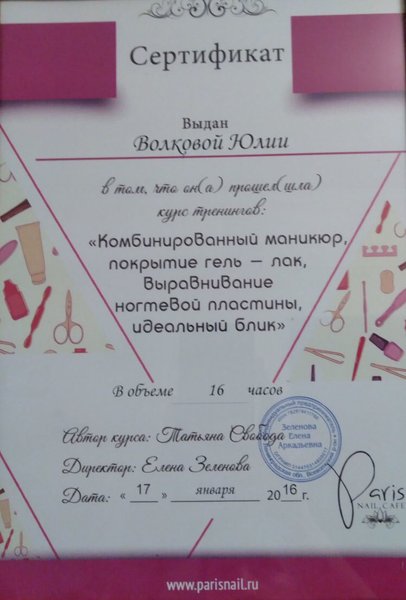 Сертификат
Выдан
Волковой Юлии
в том, что он(а) прошел(шла)
курс тренингов:
«Комбинированный маникюр,
покрытие гель – лак,
выравнивание
ногтевой пластины,
идеальный блик»
В объеме 16 часов
Автор курса: Татьяна Свобода
Директор: Елена Зеленова
Дата: « 17 » января 2016 г.
Зеленова
Елена
Аркадьевна
Paris
NAIL CAFE
www.parisnail.ru